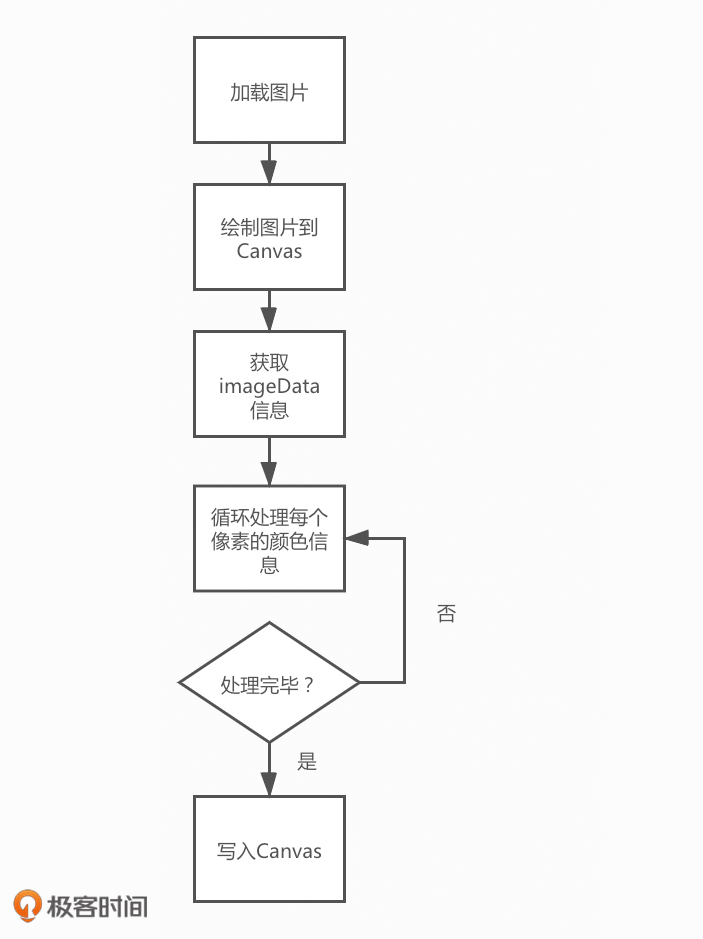 加载图片
绘制图片到
Canvas
获取
imageData
信息
循环处理每个
像素的颜色信
息
否
处理完毕？
是
写入Canvas
极客时间